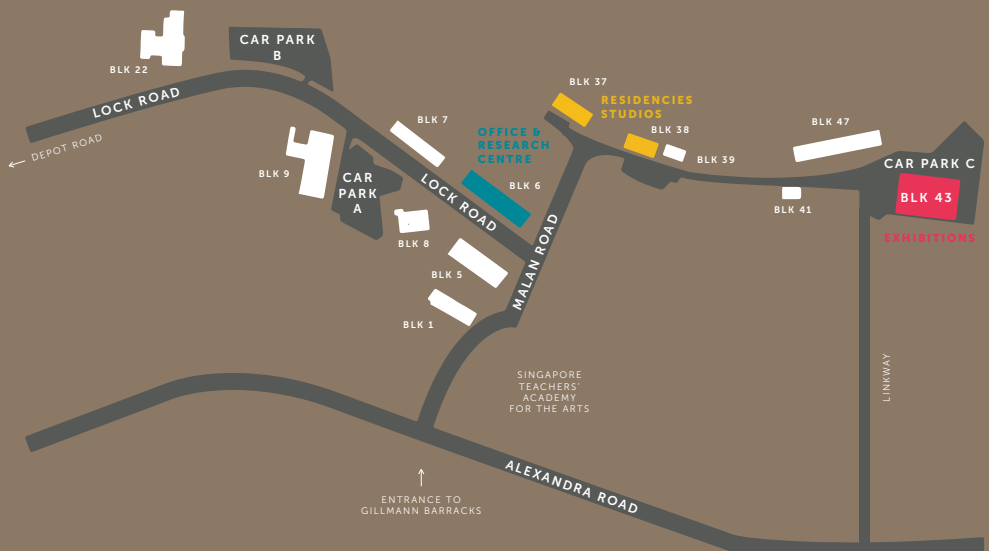 CAR PARK
B
BLK 22
LOCK ROAD
DEPOT ROAD
BLK 37
RESIDENCIES
STUDIOS
BLK 7
OFFICE &
RESEARCH
CENTRE
BLK 38
BLK 39
BLK 47
CAR PARK C
BLK 9
CAR
PARK
A
LOCK ROAD
BLK 6
BLK 43
BLK 41
BLK 8
EXHIBITIONS
MALAN ROAD
BLK 5
BLK 1
SINGAPORE
TEACHERS'
ACADEMY
FOR THE ARTS
LINKWAY
ALEXANDRA ROAD
ENTRANCE TO
GILLMANN BARRACKS